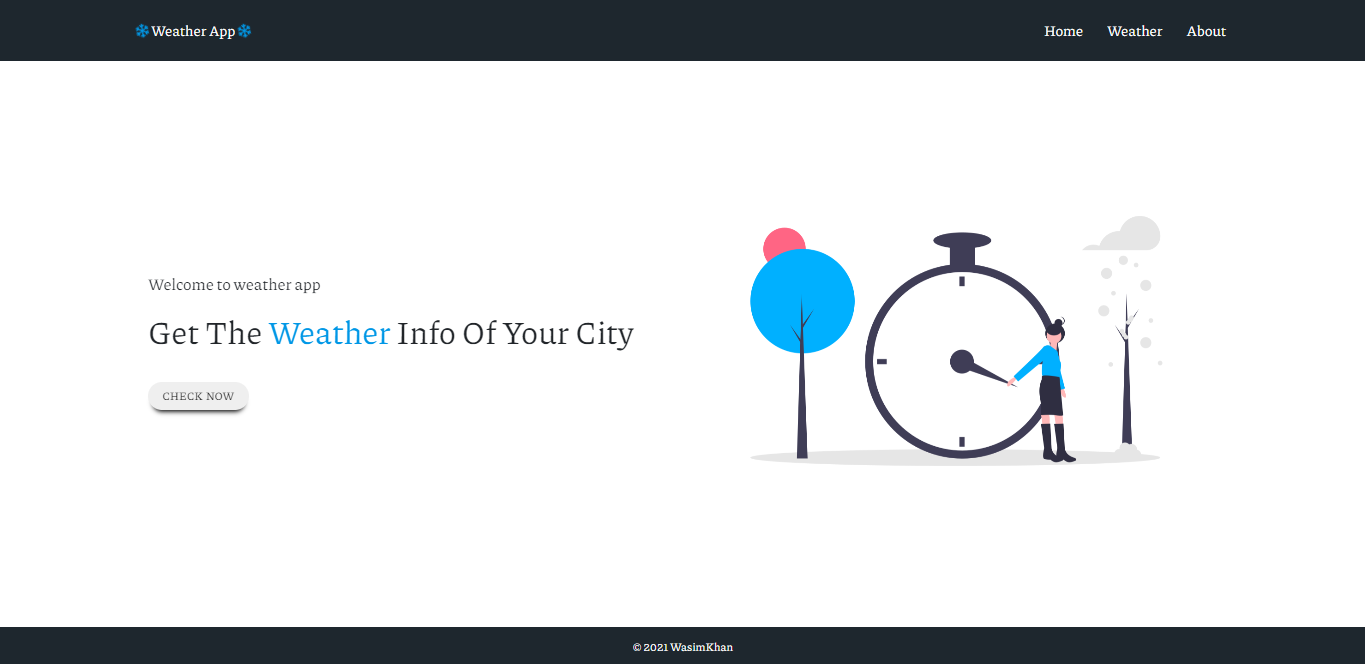 ❄️Weather App❄️
Home Weather About
Welcome to weather app
Get The Weather Info Of Your City
CHECK NOW
© 2021 WasimKhan